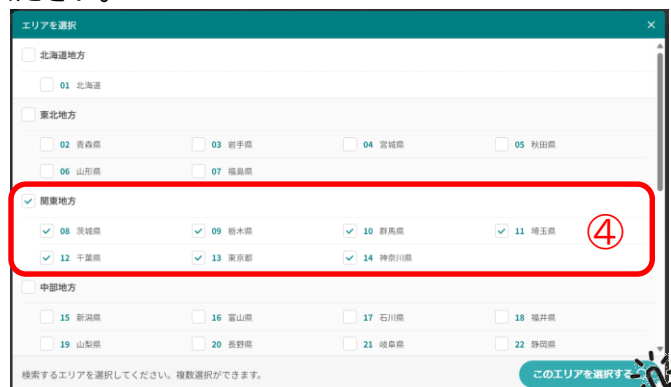 ださい。
エリアを選択 ×
北海道地方
01 北海道
東北地方
02 青森県 03 岩手県 04 宮城県 05 秋田県
06 山形県 07 福島県
関東地方
08 茨城県 09 栃木県 10 群馬県 11 埼玉県 ④
12 千葉県 13 東京都 14 神奈川県
中部地方
15 新潟県 16 富山県 17 石川県 18 福井県
19 山梨県 20 長野県 21 岐阜県 22 静岡県
検索するエリアを選択してください。複数選択ができます。 このエリアを選択する